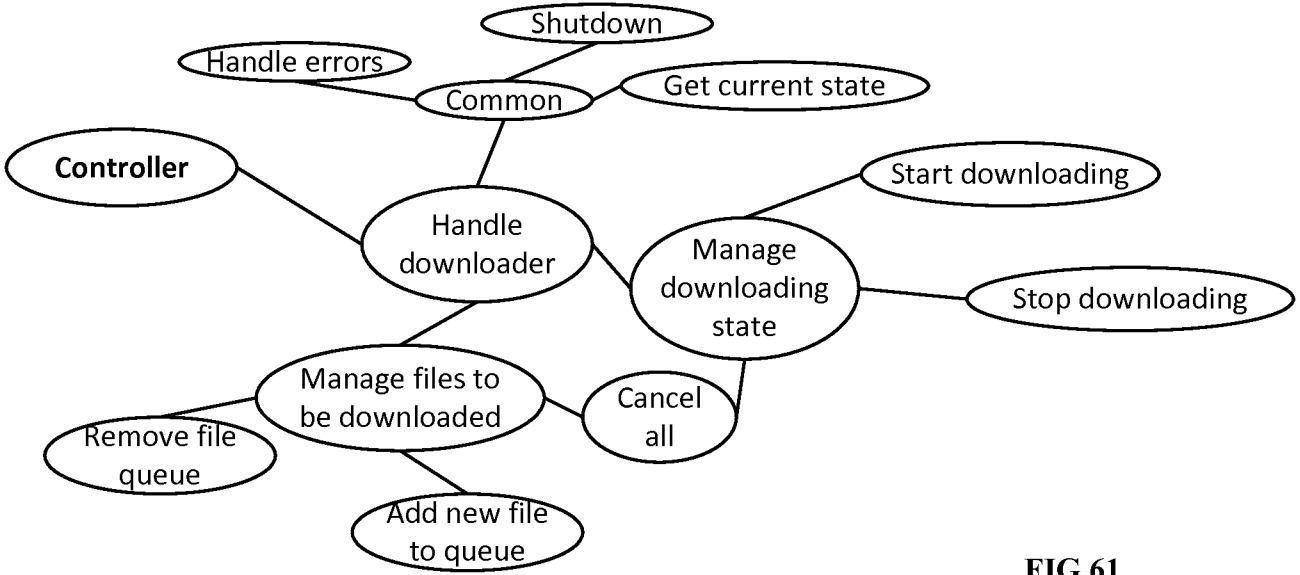 Shutdown
Handle errors
Common
Get current state
Controller
Start downloading
Handle
downloader
Manage
downloading
state
Stop downloading
Manage files to
be downloaded
Cancel
all
Remove file
queue
Add new file
to queue
FIG 61